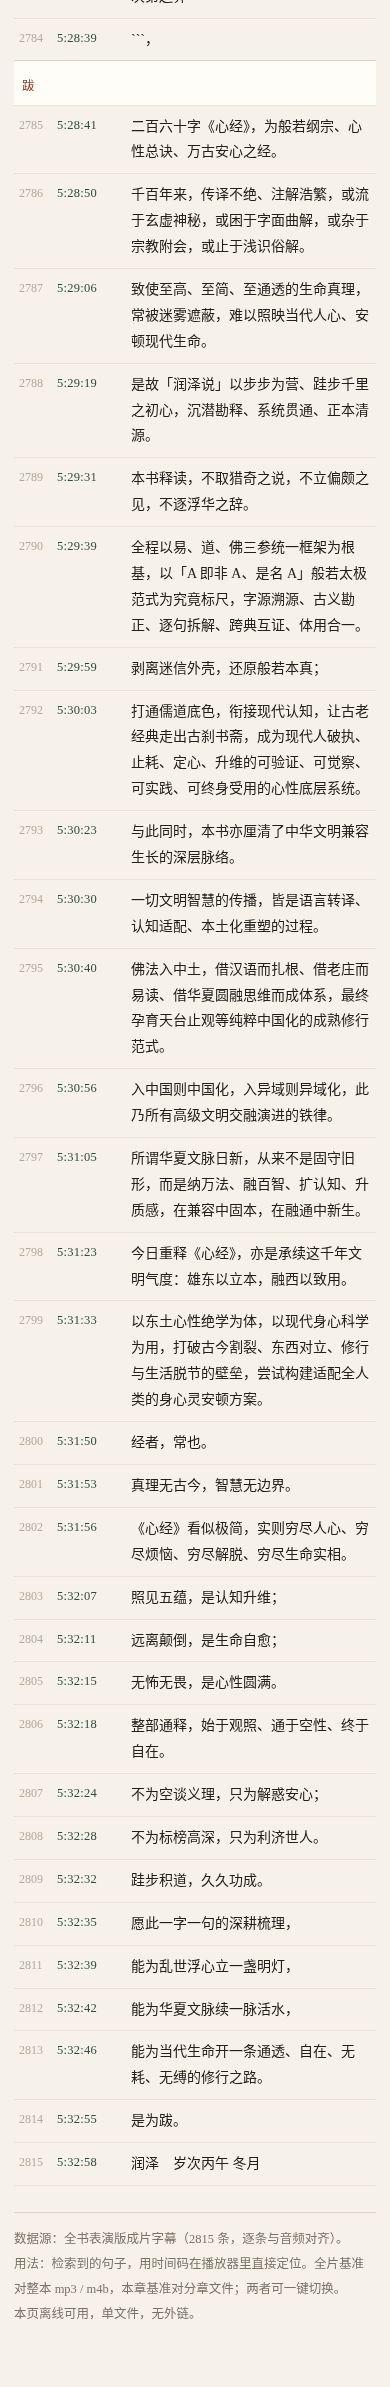 2784 5:28:39 ```，
跋
2785 5:28:41 二百六十字《心经》，为般若纲宗、心
性总诀、万古安心之经。
2786 5:28:50 千百年来，传译不绝、注解浩繁，或流
于玄虚神秘，或困于字面曲解，或杂于
宗教附会，或止于浅识俗解。
2787 5:29:06 致使至高、至简、至通透的生命真理，
常被迷雾遮蔽，难以照映当代人心、安
顿现代生命。
2788 5:29:19 是故「润泽说」以步步为营、跬步千里
之初心，沉潜勘释、系统贯通、正本清
源。
2789 5:29:31 本书释读，不取猎奇之说，不立偏颇之
见，不逐浮华之辞。
2790 5:29:39 全程以易、道、佛三参统一框架为根
基，以「A 即非 A、是名 A」般若太极
范式为究竟标尺，字源溯源、古义勘
正、逐句拆解、跨典互证、体用合一。
2791 5:29:59 剥离迷信外壳，还原般若本真；
2792 5:30:03 打通儒道底色，衔接现代认知，让古老
经典走出古刹书斋，成为现代人破执、
止耗、定心、升维的可验证、可觉察、
可实践、可终身受用的心性底层系统。
2793 5:30:23 与此同时，本书亦厘清了中华文明兼容
生长的深层脉络。
2794 5:30:30 一切文明智慧的传播，皆是语言转译、
认知适配、本土化重塑的过程。
2795 5:30:40 佛法入中土，借汉语而扎根、借老庄而
易读、借华夏圆融思维而成体系，最终
孕育天台止观等纯粹中国化的成熟修行
范式。
2796 5:30:56 入中国则中国化，入异域则异域化，此
乃所有高级文明交融演进的铁律。
2797 5:31:05 所谓华夏文脉日新，从来不是固守旧
形，而是纳万法、融百智、扩认知、升
质感，在兼容中固本，在融通中新生。
2798 5:31:23 今日重释《心经》，亦是承续这千年文
明气度：雄东以立本，融西以致用。
2799 5:31:33 以东土心性绝学为体，以现代身心科学
为用，打破古今割裂、东西对立、修行
与生活脱节的壁垒，尝试构建适配全人
类的身心灵安顿方案。
2800 5:31:50 经者，常也。
2801 5:31:53 真理无古今，智慧无边界。
2802 5:31:56 《心经》看似极简，实则穷尽人心、穷
尽烦恼、穷尽解脱、穷尽生命实相。
2803 5:32:07 照见五蕴，是认知升维；
2804 5:32:11 远离颠倒，是生命自愈；
2805 5:32:15 无怖无畏，是心性圆满。
2806 5:32:18 整部通释，始于观照、通于空性、终于
自在。
2807 5:32:24 不为空谈义理，只为解惑安心；
2808 5:32:28 不为标榜高深，只为利济世人。
2809 5:32:32 跬步积道，久久功成。
2810 5:32:35 愿此一字一句的深耕梳理，
2811 5:32:39 能为乱世浮心立一盏明灯，
2812 5:32:42 能为华夏文脉续一脉活水，
2813 5:32:46 能为当代生命开一条通透、自在、无
耗、无缚的修行之路。
2814 5:32:55 是为跋。
2815 5:32:58 润泽　岁次丙午 冬月
数据源：全书表演版成片字幕（2815 条，逐条与音频对齐）。
用法：检索到的句子，用时间码在播放器里直接定位。全片基准
对整本 mp3 / m4b，本章基准对分章文件；两者可一键切换。
本页离线可用，单文件，无外链。